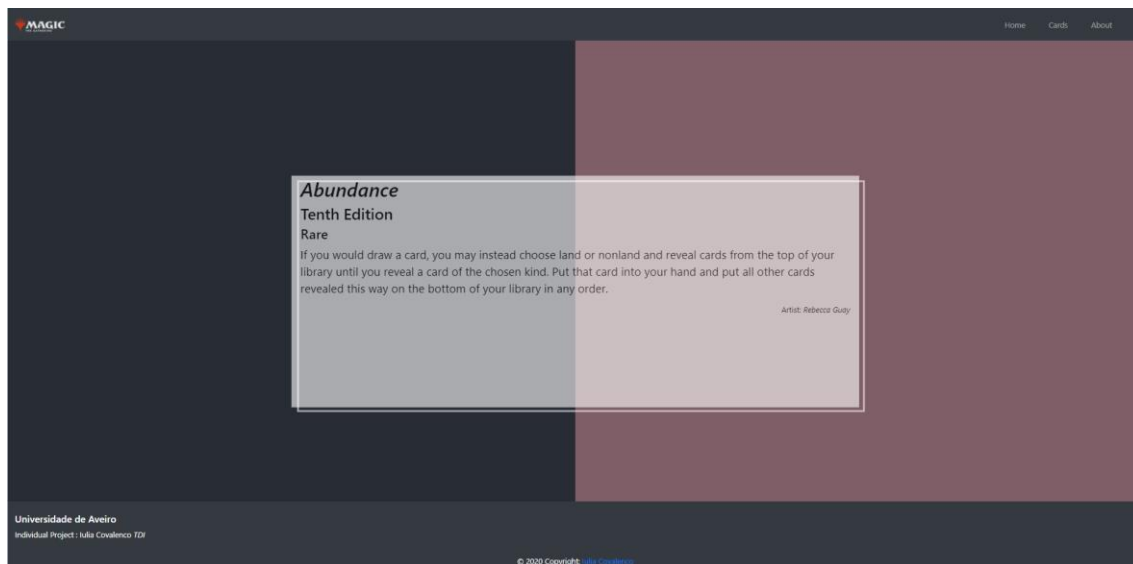 MAGIC
Home Cards About
Abundance
Tenth Edition
Rare
If you would draw a card, you may instead choose land or nonland and reveal cards from the top of your
library until you reveal a card of the chosen kind. Put that card into your hand and put all other cards
revealed this way on the bottom of your library in any order.
Artist: Rebecca Guay
Universidade de Aveiro
Individual Project : Iulia Covalenco TDI
© 2020 Copyright: Iulia Covalenco